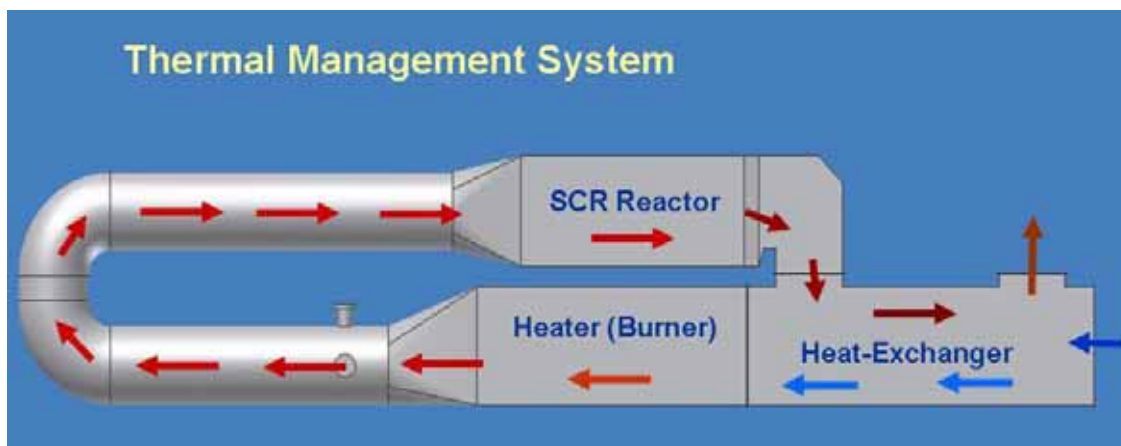 Thermal Management System
SCR Reactor
Heater (Burner)
Heat-Exchanger